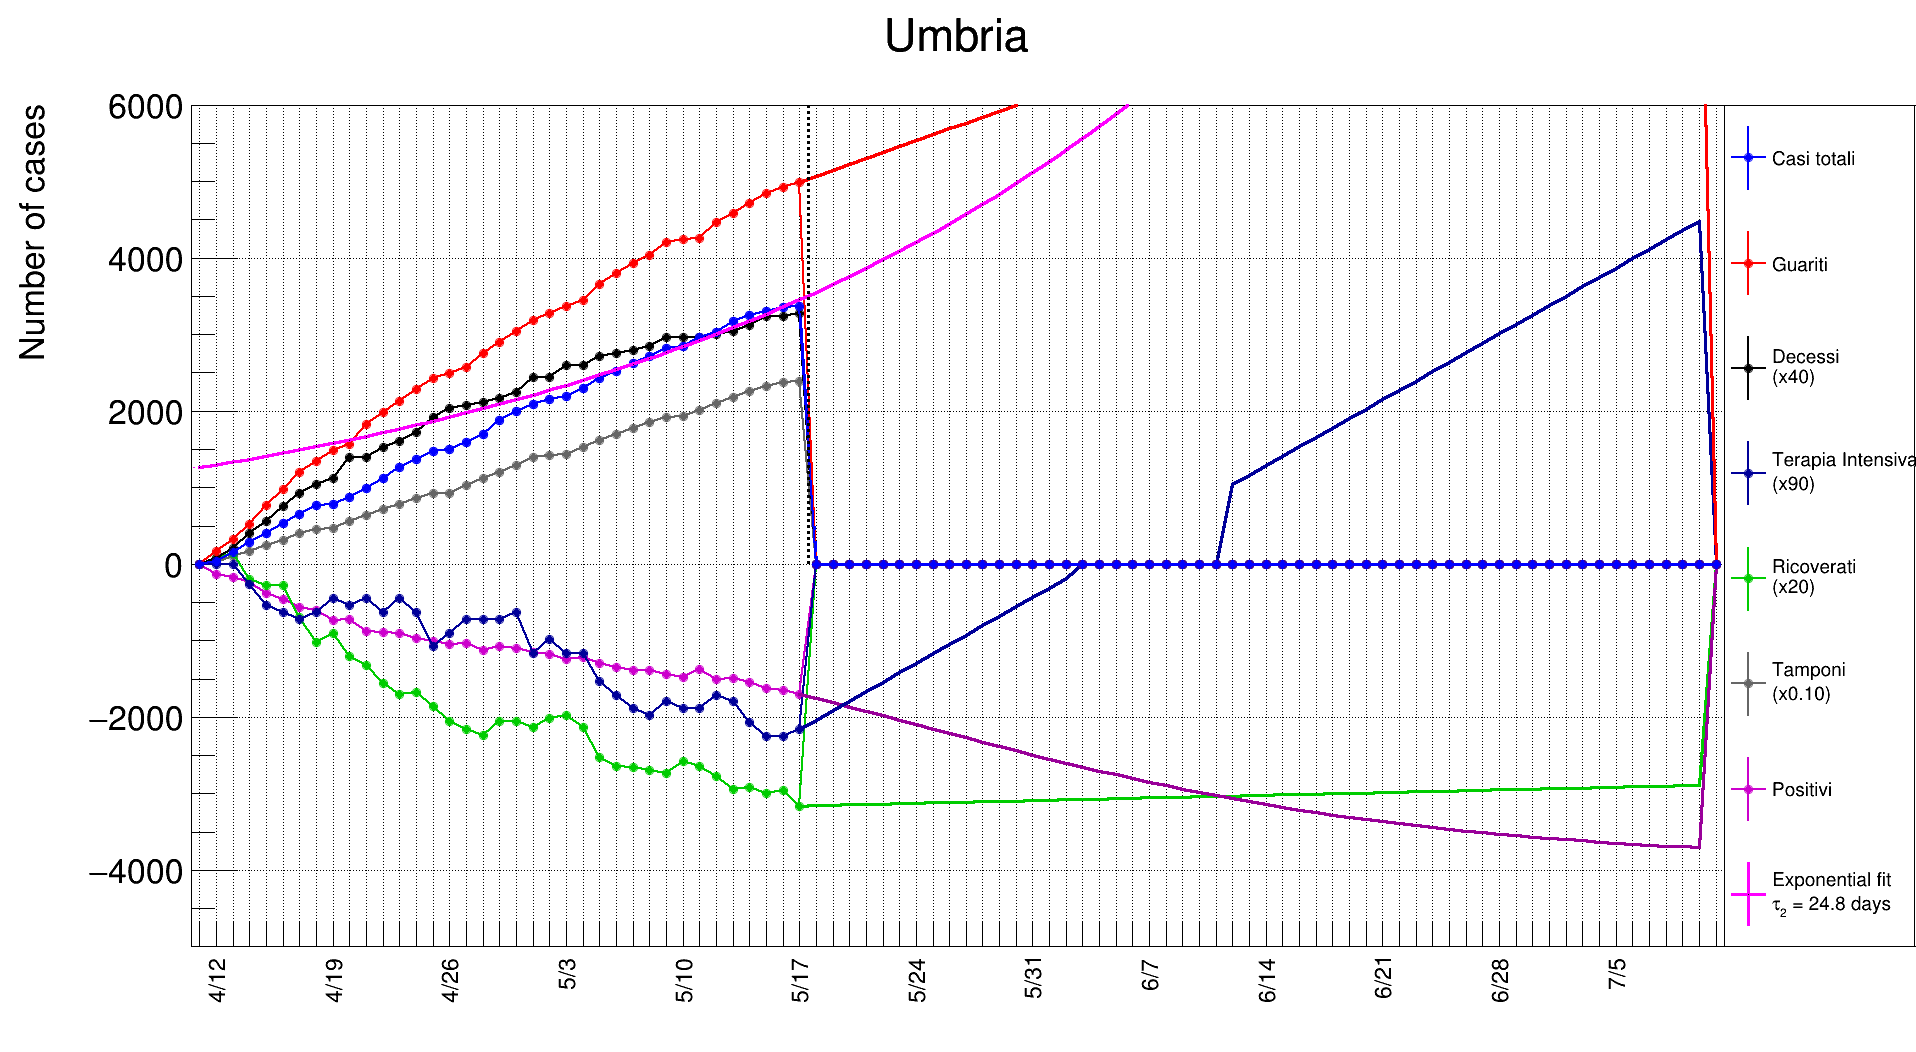 Umbria
Number of cases
6000
4000
2000
0
−2000
−4000
4/12
4/19
4/26
5/3
5/10
5/17
5/24
5/31
6/7
6/14
6/21
6/28
7/5
Casi totali
Guariti
Decessi
(x40)
Terapia Intensiva
(x90)
Ricoverati
(x20)
Tamponi
(x0.10)
Positivi
Exponential fit
τ2 = 24.8 days